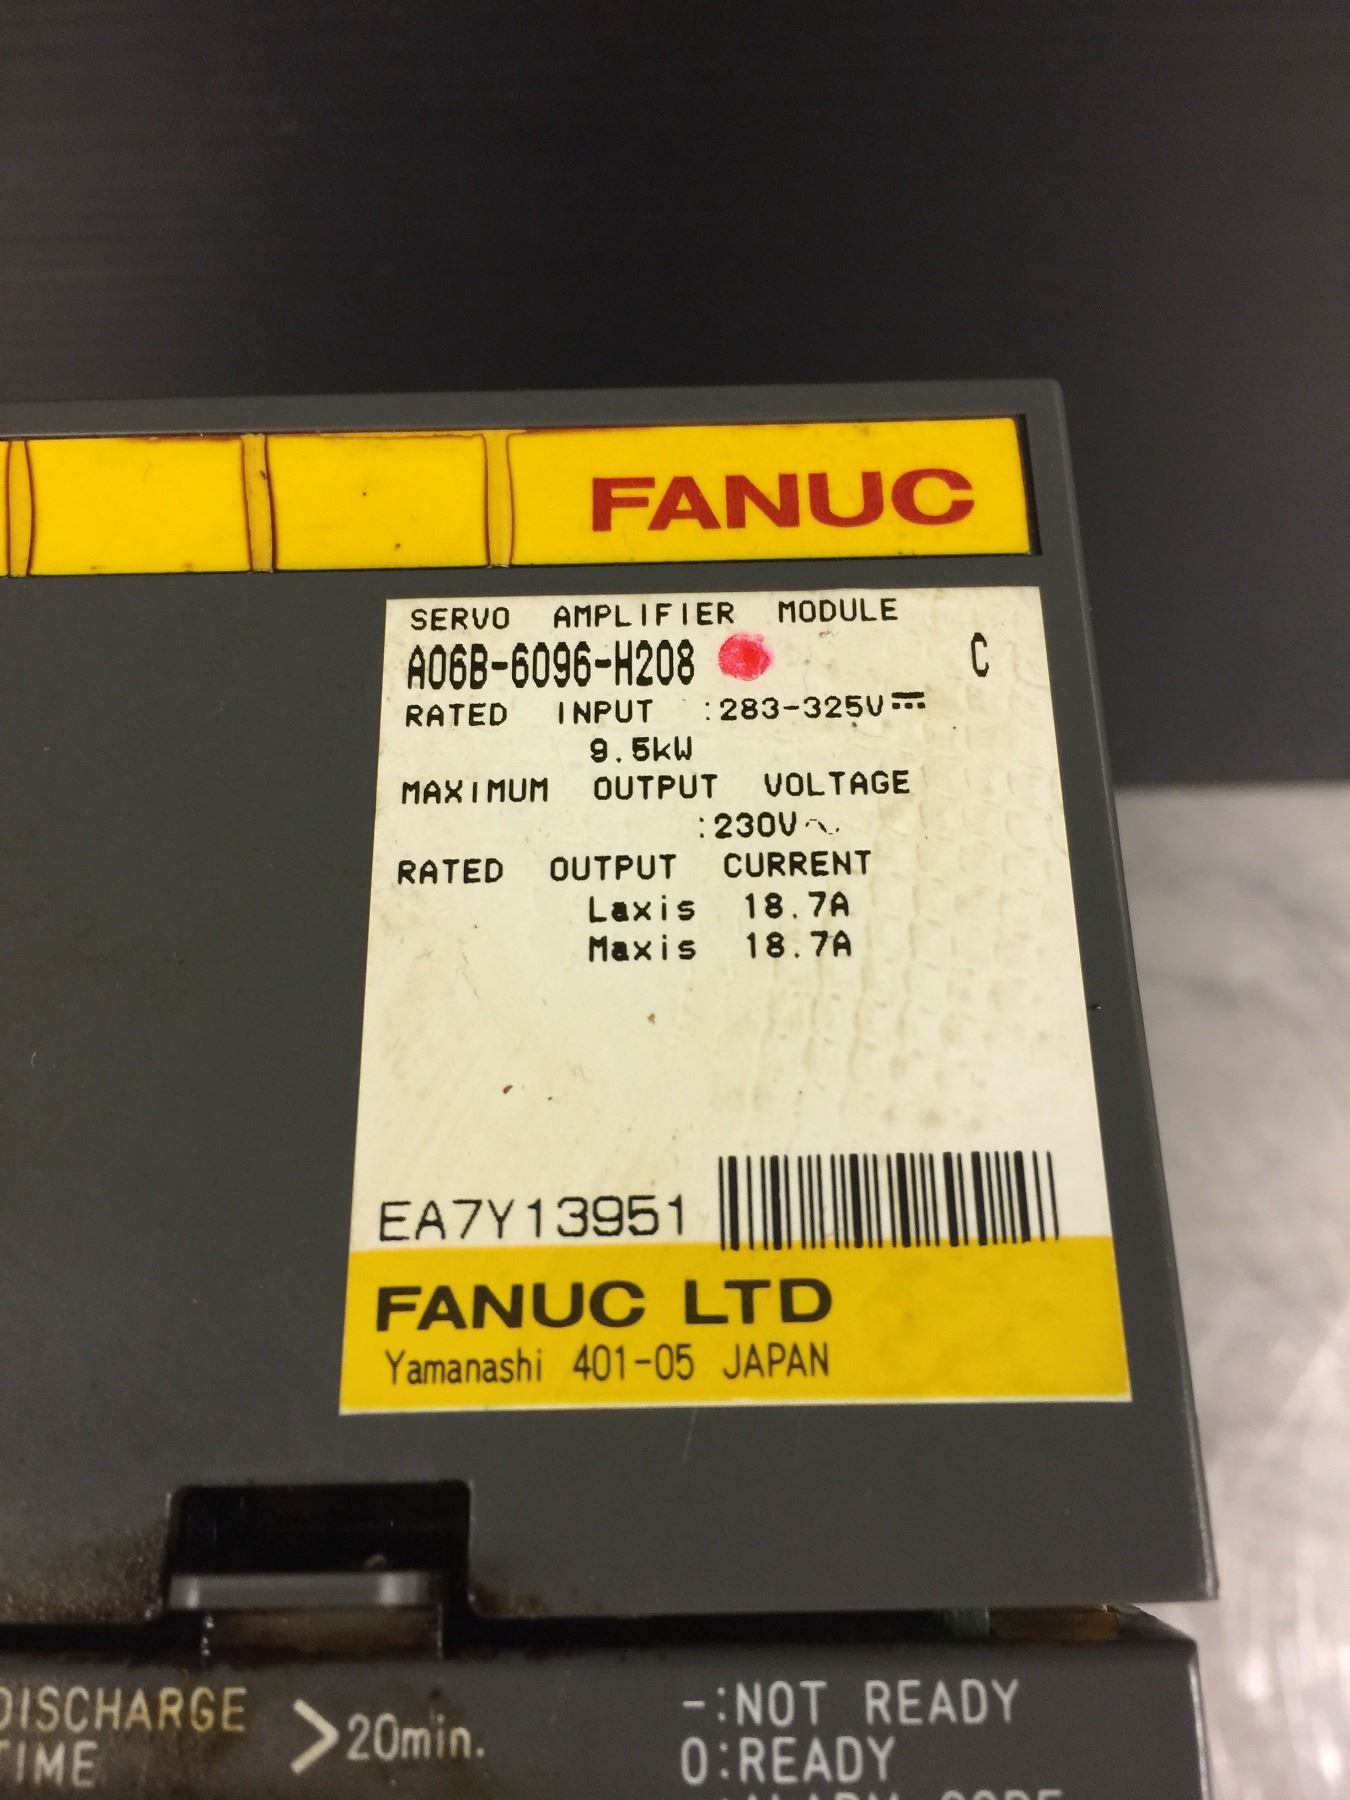 FANUC
SERVO AMPLIFIER MODULE
A06B-6096-H208 C
RATED INPUT :283-325V⎓
9.5kW
MAXIMUM OUTPUT VOLTAGE
:230V~
RATED OUTPUT CURRENT
Laxis 18.7A
Maxis 18.7A
EA7Y13951
FANUC LTD
Yamanashi 401-05 JAPAN
DISCHARGE
TIME
>20min.
-:NOT READY
0:READY
:ALARM CODE